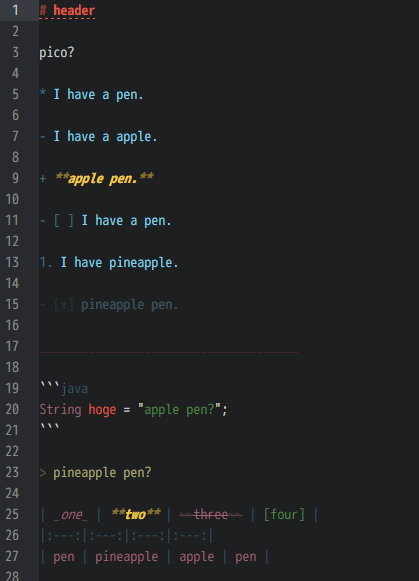 1 # header
2
3 pico?
4
5 * I have a pen.
6
7 - I have a apple.
8
9 + **apple pen.**
10
11 - [ ] I have a pen.
12
13 1. I have pineapple.
14
15 - [x] pineapple pen.
16
17 -------------------------------------
18
19 ```java
20 String hoge = "apple pen?";
21 ```
22
23 > pineapple pen?
24
25 | _one_ | **two** | ~~three~~ | [four] |
26 |:---:|:---:|:---:|:---:|
27 | pen | pineapple | apple | pen |
28